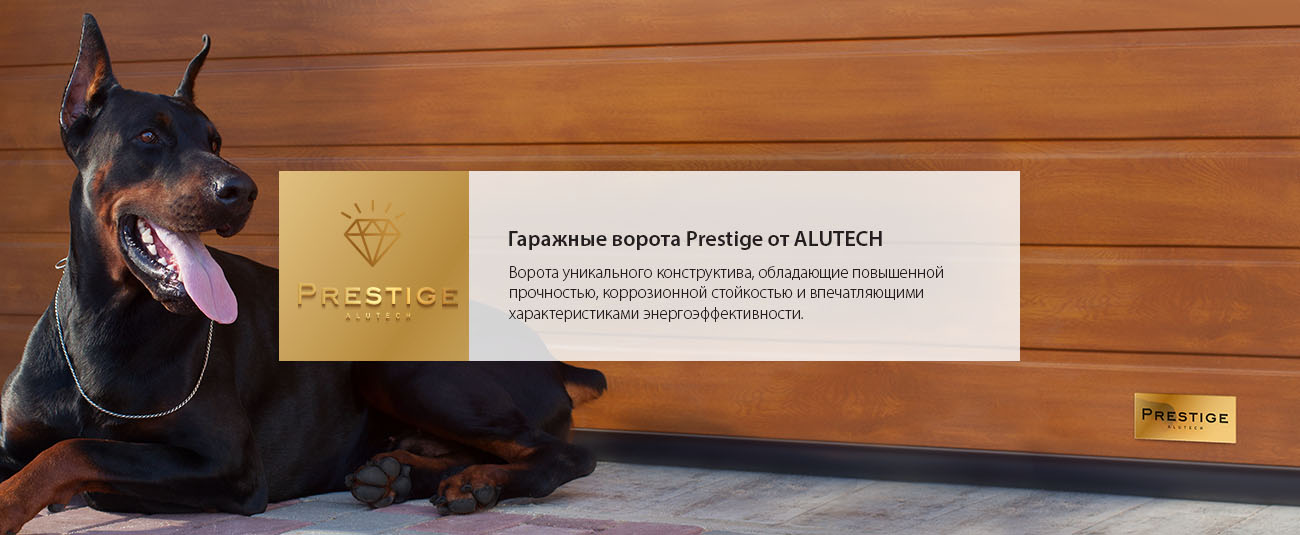 Гаражные ворота Prestige от ALUTECH
Ворота уникального конструктива, обладающие повышенной
прочностью, коррозионной стойкостью и впечатляющими
характеристиками энергоэффективности.
PRESTIGE
ALUTECH
PRESTIGE
ALUTECH